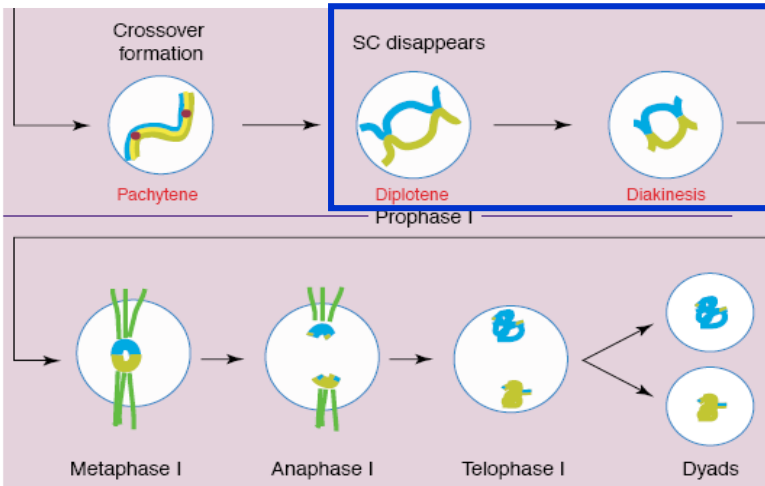 Crossover
formation
SC disappears
Pachytene
Diplotene
Diakinesis
Prophase I
Metaphase I
Anaphase I
Telophase I
Dyads